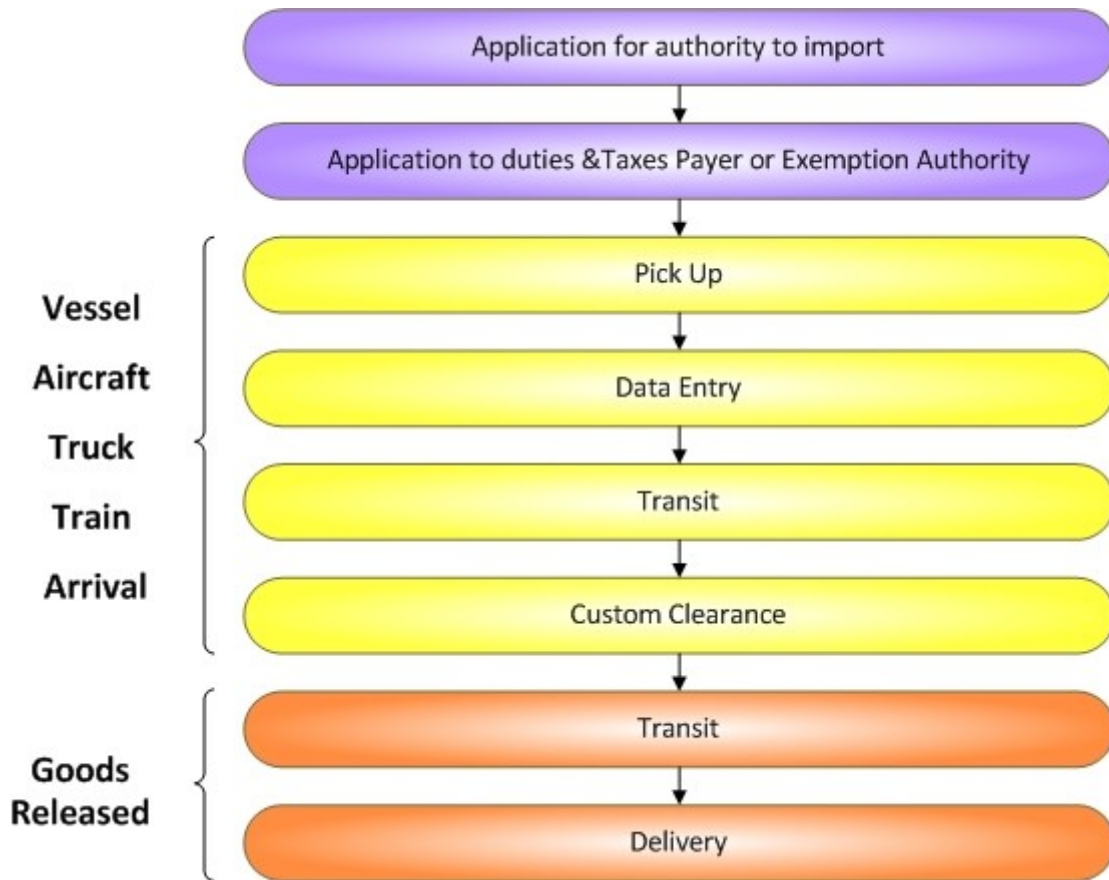 Application for authority to import
Application to duties &Taxes Payer or Exemption Authority
Pick Up
Vessel
Aircraft
Data Entry
Truck
Transit
Train
Arrival
Custom Clearance
Transit
Goods
Released
Delivery